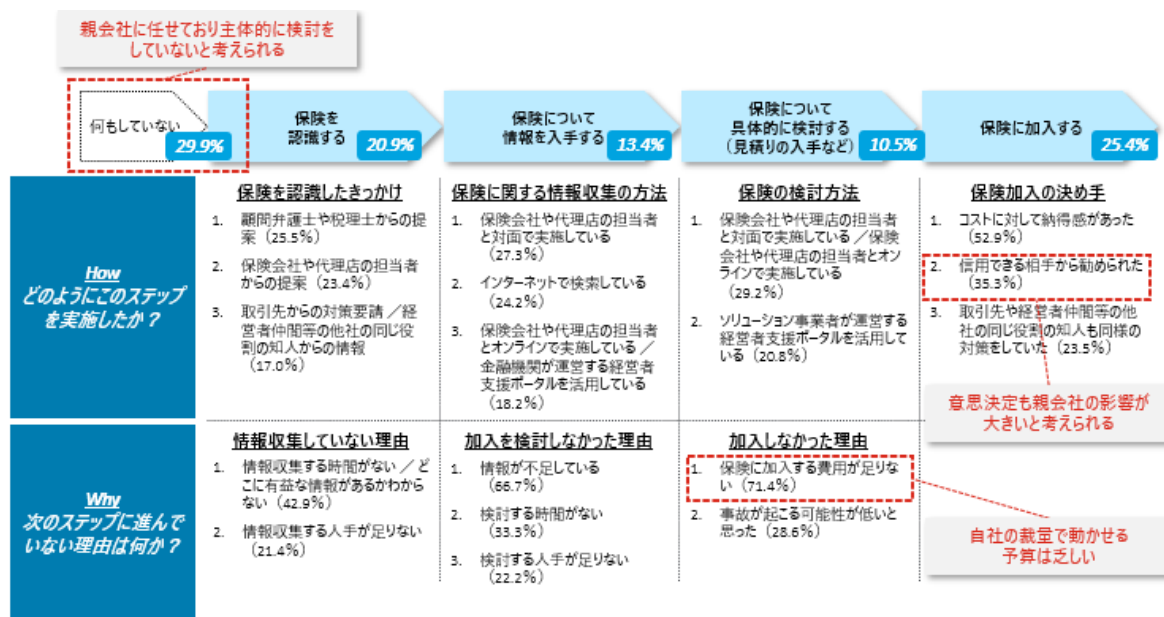 親会社に任せており主体的に検討を
していないと考えられる
何もしていない
29.9%
保険を
認識する
20.9%
保険について
情報を入手する
13.4%
保険について
具体的に検討する
(見積りの入手など)
10.5%
保険に加入する
25.4%
How
どのようにこのステップ
を実施したか?
保険を認識したきっかけ
1. 顧問弁護士や税理士からの提
案(25.5%)
2. 保険会社や代理店の担当者
からの提案(23.4%)
3. 取引先からの対策要請/経
営者仲間等の他社の同じ役
割の知人からの情報
(17.0%)
保険に関する情報収集の方法
1. 保険会社や代理店の担当者
と対面で実施している
(27.3%)
2. インターネットで検索している
(24.2%)
3. 保険会社や代理店の担当者
とオンラインで実施している/
金融機関が運営する経営者
支援ポータルを活用している
(18.2%)
保険の検討方法
1. 保険会社や代理店の担当者
と対面で実施している/保険
会社や代理店の担当者とオン
ラインで実施している
(29.2%)
2. ソリューション事業者が運営する
経営者支援ポータルを活用して
いる(20.8%)
保険加入の決め手
1. コストに対して納得感があった
(52.9%)
2. 信用できる相手から勧められた
(35.3%)
3. 取引先や経営者仲間等の他
社の同じ役割の知人も同様の
対策をしていた(23.5%)
意思決定も親会社の影響が
大きいと考えられる
Why
次のステップに進んで
いない理由は何か?
情報収集していない理由
1. 情報収集する時間がない/ど
こに有益な情報があるかわから
ない(42.9%)
2. 情報収集する人手が足りない
(21.4%)
加入を検討しなかった理由
1. 情報が不足している
(66.7%)
2. 検討する時間がない
(33.3%)
3. 検討する人手が足りない
(22.2%)
加入しなかった理由
1. 保険に加入する費用が足りな
い(71.4%)
2. 事故が起こる可能性が低いと
思った(28.6%)
自社の裁量で動かせる
予算は乏しい